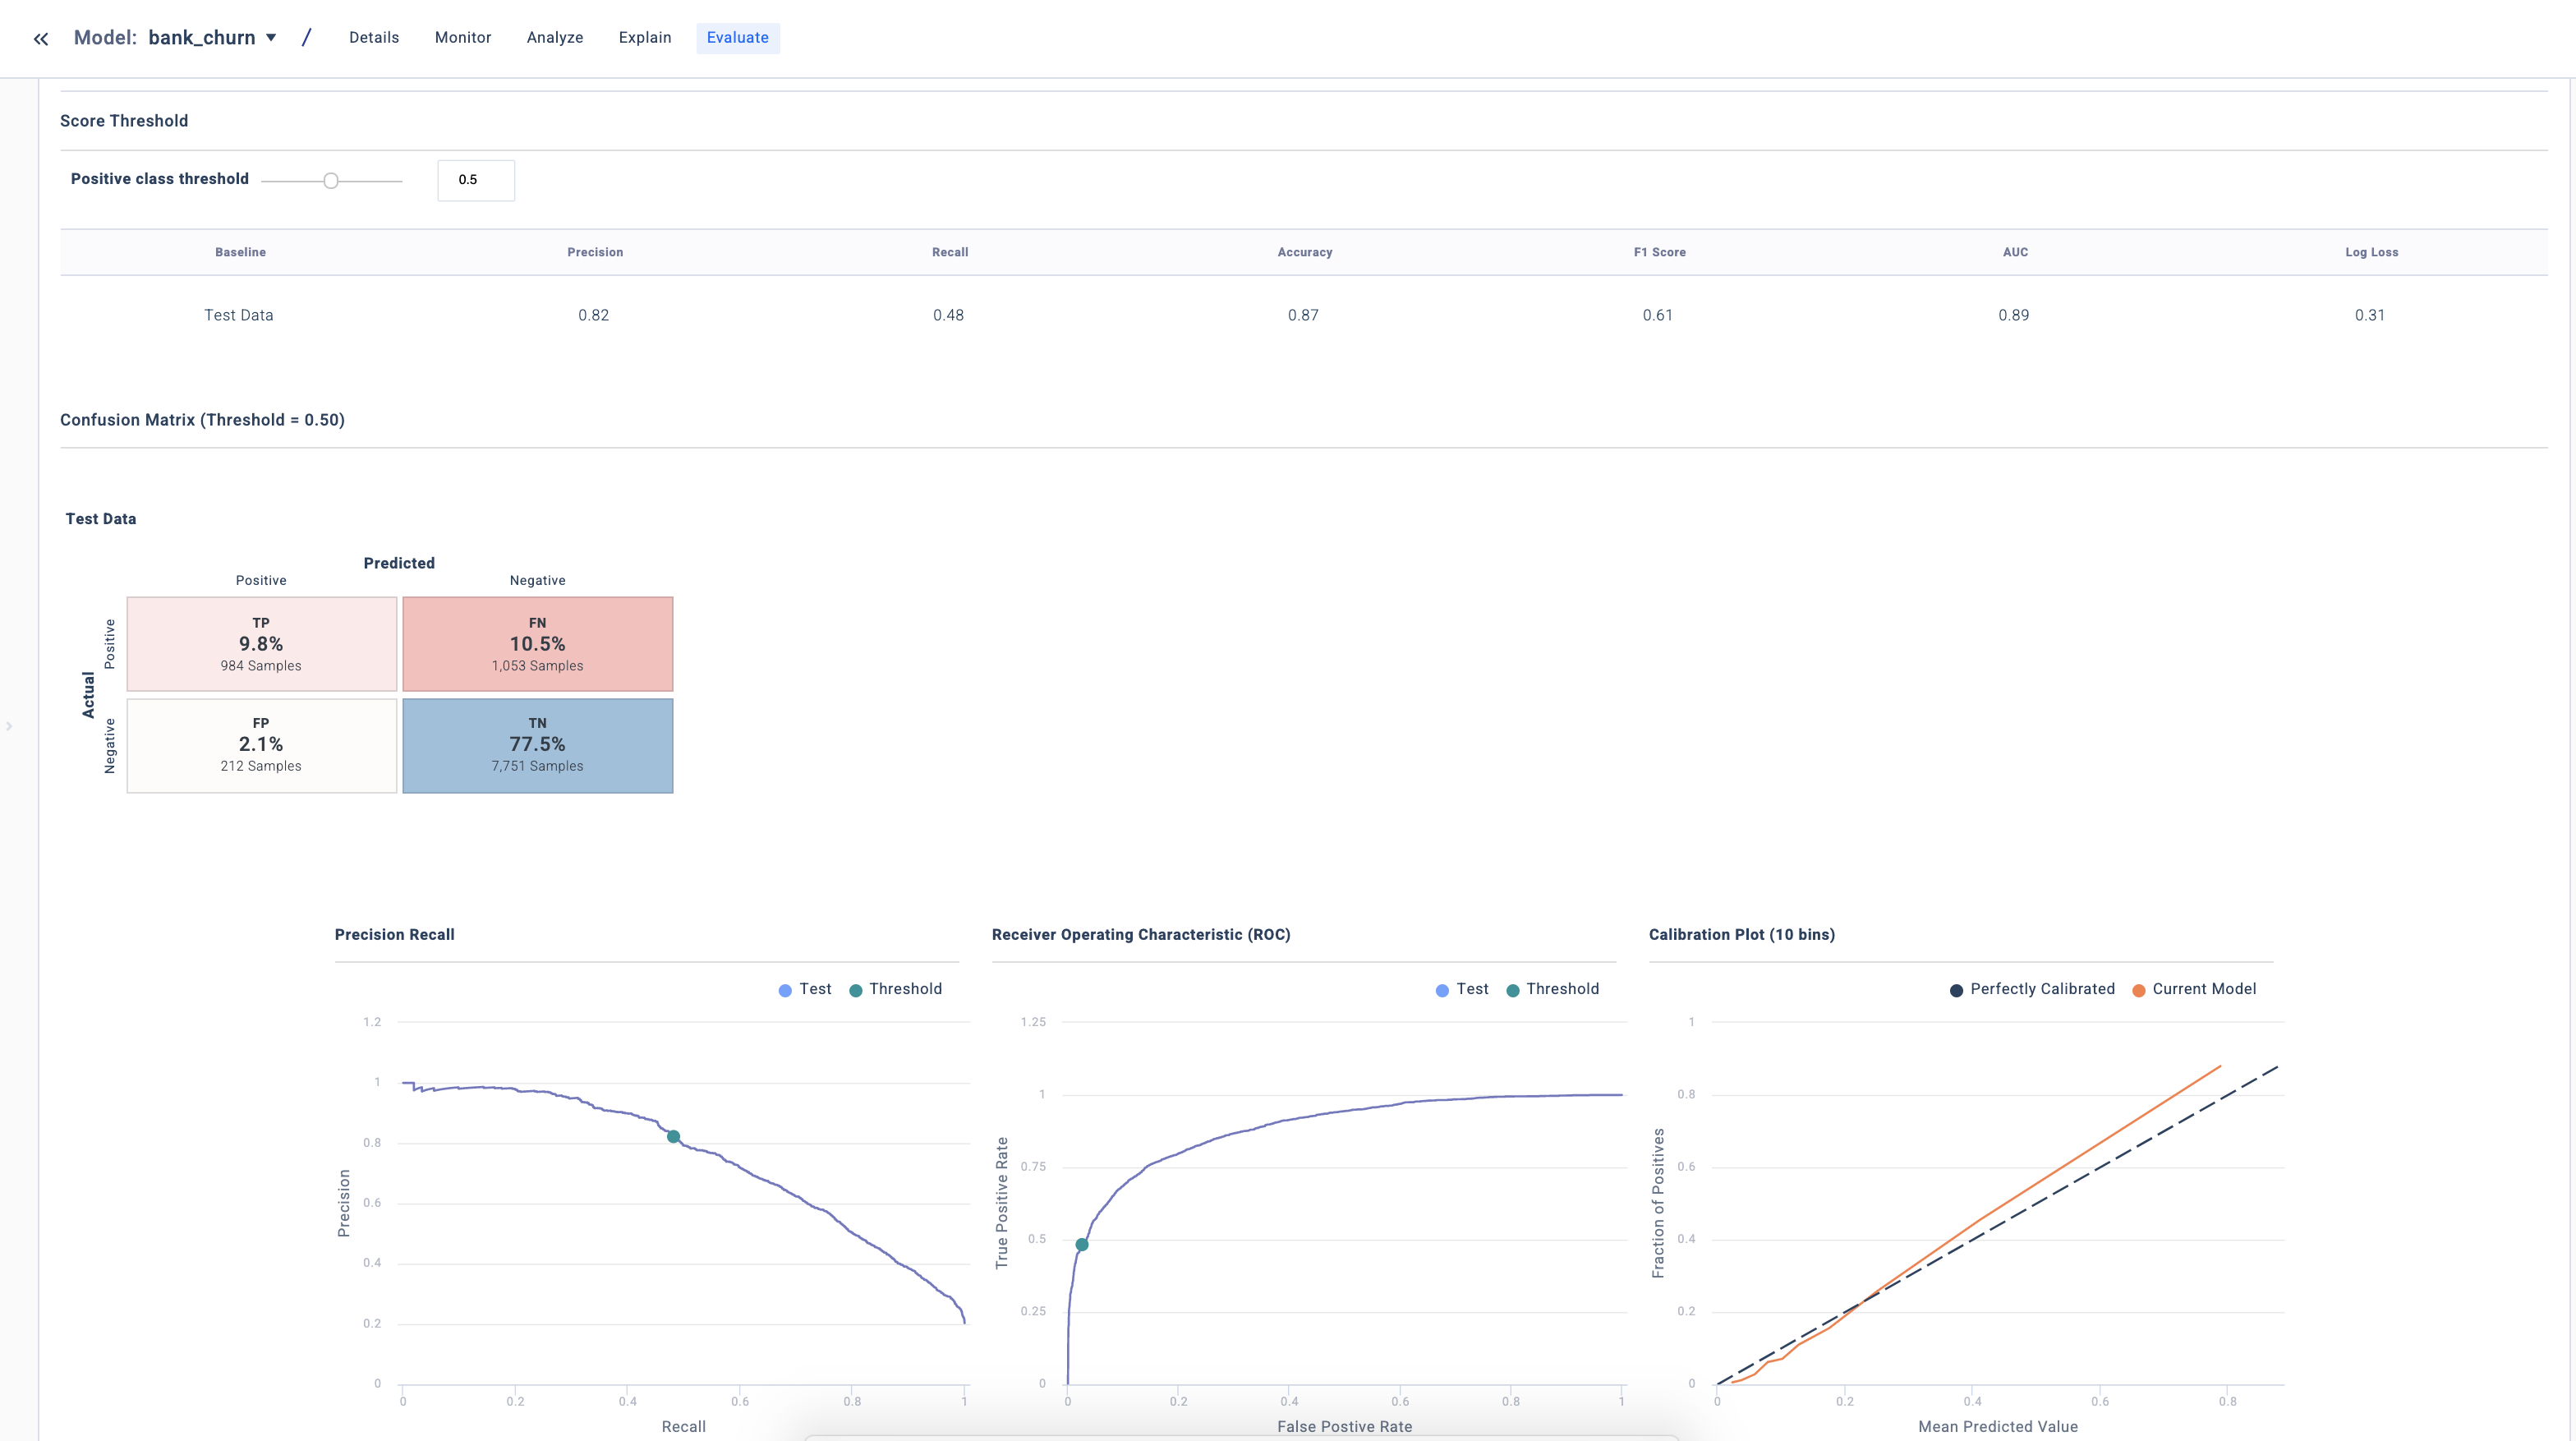 Model: bank_churn / Details Monitor Analyze Explain Evaluate
Score Threshold
Positive class threshold 0.5
Baseline Precision Recall Accuracy F1 Score AUC Log Loss
Test Data 0.82 0.48 0.87 0.61 0.89 0.31
Confusion Matrix (Threshold = 0.50)
Test Data
Predicted
Positive Negative
Actual
Positive
TP
9.8%
984 Samples
FN
10.5%
1,053 Samples
Negative
FP
2.1%
212 Samples
TN
77.5%
7,751 Samples
Precision Recall
Test Threshold
1.2
1
0.8
0.6
0.4
0.2
0
Precision
0 0.2 0.4 0.6 0.8 1
Recall
Receiver Operating Characteristic (ROC)
Test Threshold
1.25
1
0.75
0.5
0.25
0
True Positive Rate
0 0.2 0.4 0.6 0.8 1
False Postive Rate
Calibration Plot (10 bins)
Perfectly Calibrated Current Model
1
0.8
0.6
0.4
0.2
0
Fraction of Positives
0 0.2 0.4 0.6 0.8
Mean Predicted Value